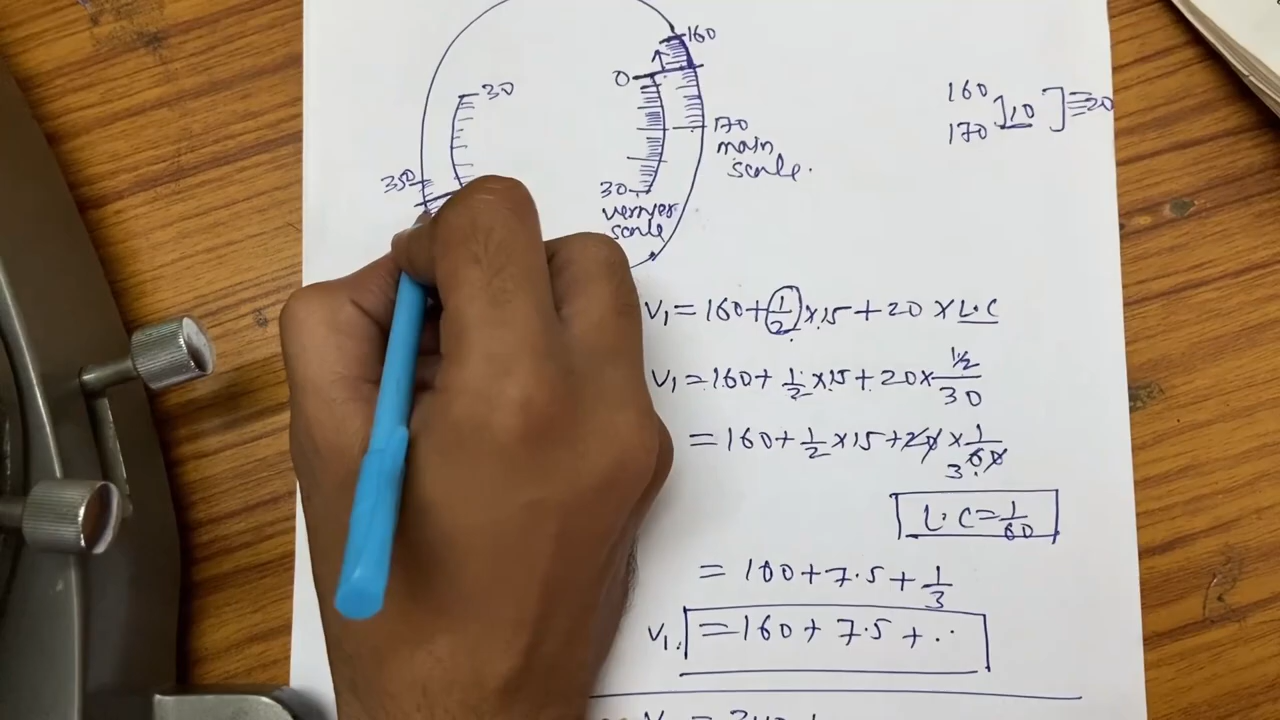 160
0
30
170
main
scale.
350
30
vernier
scale
160
170
] 10 ] ≡ 20
V₁ = 160 + 1/2 × 15 + 20 × L.C
V₁ = 160 + 1/2 × 15 + 20 × 1/2/30
= 160 + 1/2 × 15 + 20 × 1/60
3
L.C = 1/60
= 160 + 7.5 + 1/3
V₁. = 160 + 7.5 + ..